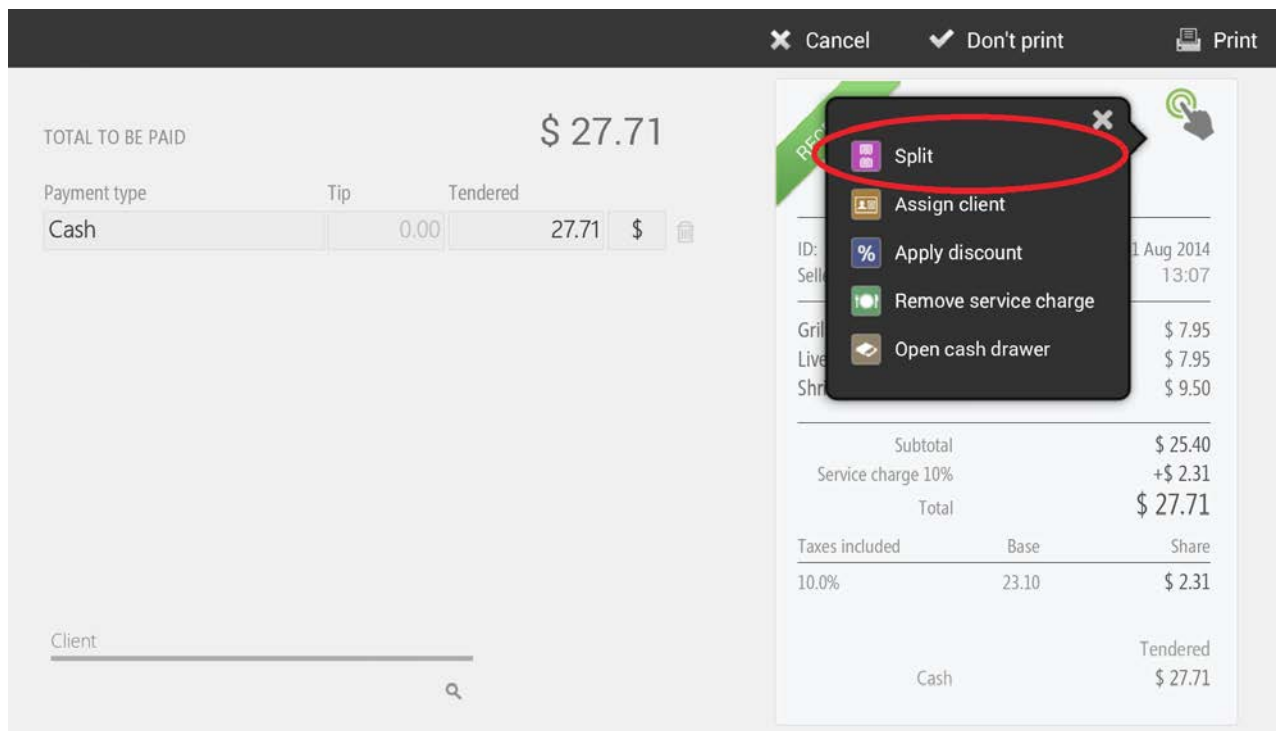 Cancel Don't print Print
TOTAL TO BE PAID $ 27.71
Payment type Tip Tendered
Cash 0.00 27.71 $
Split
Assign client
Apply discount
Remove service charge
Open cash drawer
ID: Aug 2014
13:07
$ 7.95
$ 7.95
$ 9.50
Subtotal $ 25.40
Service charge 10% +$ 2.31
Total $ 27.71
Taxes included Base Share
10.0% 23.10 $ 2.31
Client
Tendered
Cash $ 27.71